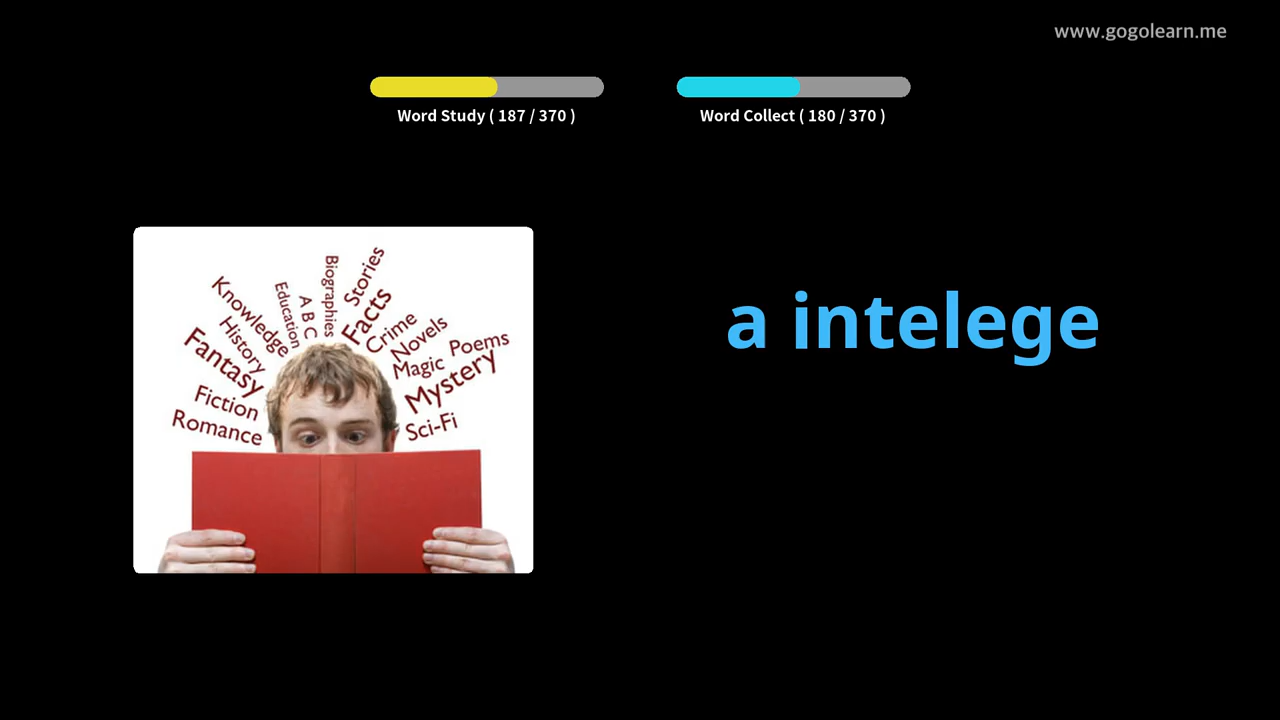 www.gogolearn.me
Word Study ( 187 / 370 )
Word Collect ( 180 / 370 )
a intelege
Stories
Biographies
Facts
A B C
Education
Knowledge
Crime
Novels
History
Poems
Magic
Fantasy
Mystery
Fiction
Romance
Sci-Fi